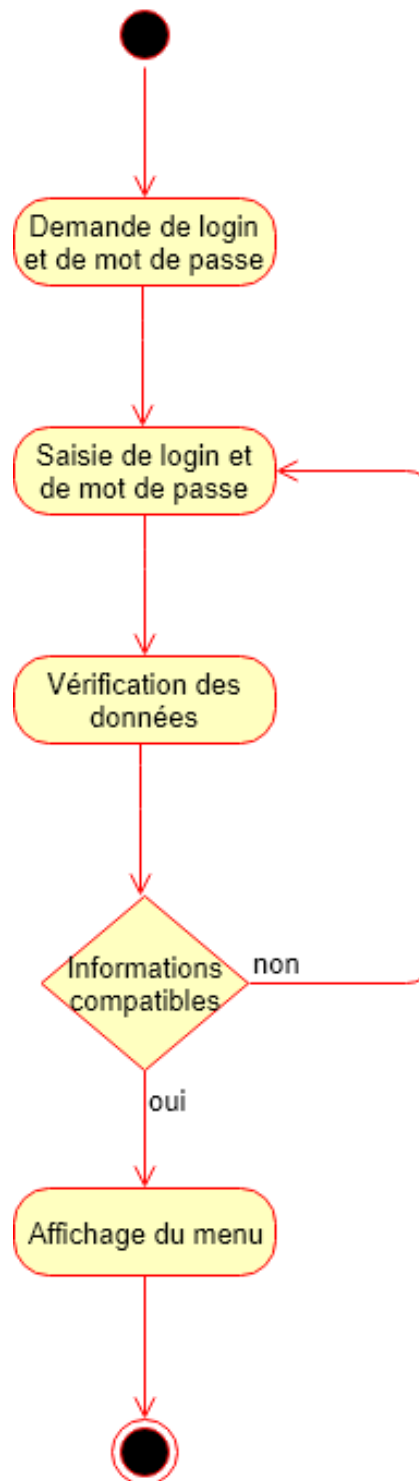 Demande de login
et de mot de passe
Saisie de login et
de mot de passe
Vérification des
données
Informations
compatibles
non
oui
Affichage du menu